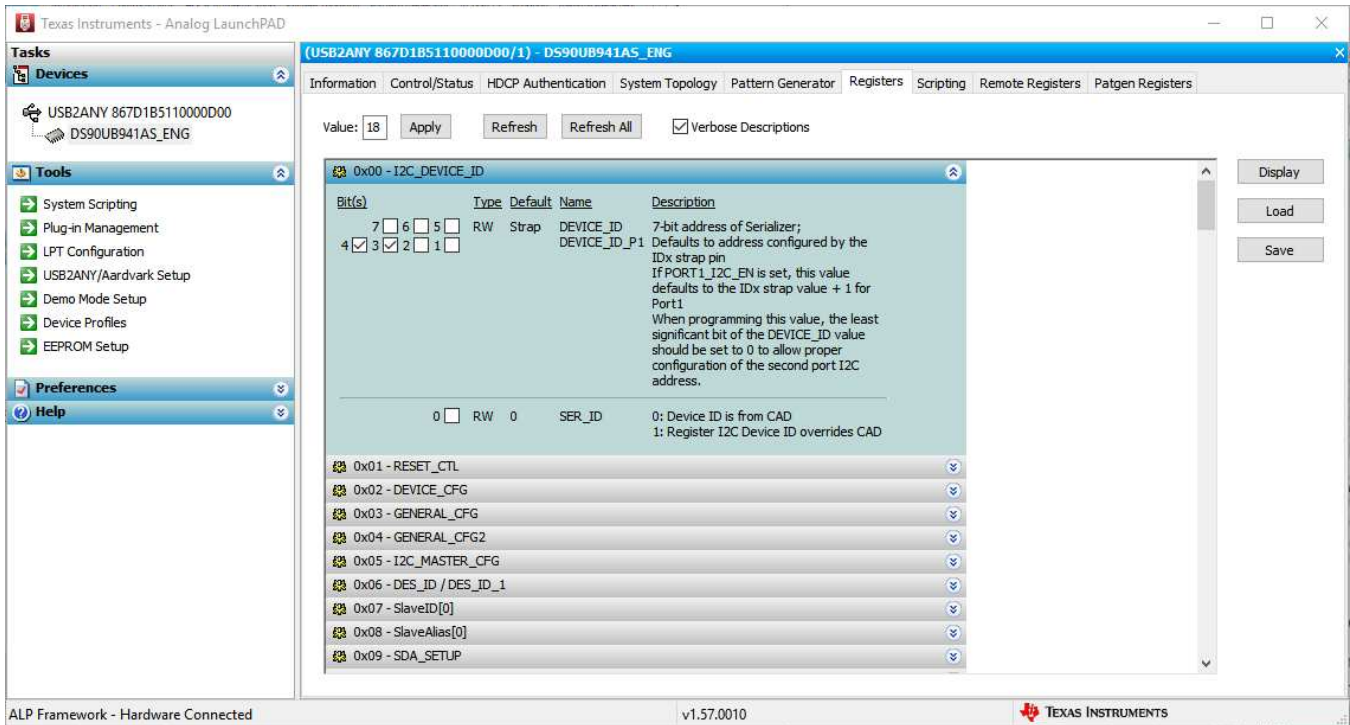 Texas Instruments - Analog LaunchPAD
Tasks
Devices
USB2ANY 867D1B5110000D00
DS90UB941AS_ENG
Tools
System Scripting
Plug-in Management
LPT Configuration
USB2ANY/Aardvark Setup
Demo Mode Setup
Device Profiles
EEPROM Setup
Preferences
Help
(USB2ANY 867D1B5110000D00/1) - DS90UB941AS_ENG
Information Control/Status HDCP Authentication System Topology Pattern Generator Registers Scripting Remote Registers Patgen Registers
Value: 18 Apply Refresh Refresh All Verbose Descriptions
0x00 - I2C_DEVICE_ID
Bit(s) Type Default Name Description
7 6 5 RW Strap DEVICE_ID 7-bit address of Serializer;
4 3 2 1 DEVICE_ID_P1 Defaults to address configured by the
IDx strap pin
If PORT1_I2C_EN is set, this value
defaults to the IDx strap value + 1 for
Port1
When programming this value, the least
significant bit of the DEVICE_ID value
should be set to 0 to allow proper
configuration of the second port I2C
address.
0 RW 0 SER_ID 0: Device ID is from CAD
1: Register I2C Device ID overrides CAD
0x01 - RESET_CTL
0x02 - DEVICE_CFG
0x03 - GENERAL_CFG
0x04 - GENERAL_CFG2
0x05 - I2C_MASTER_CFG
0x06 - DES_ID / DES_ID_1
0x07 - SlaveID[0]
0x08 - SlaveAlias[0]
0x09 - SDA_SETUP
Display
Load
Save
ALP Framework - Hardware Connected v1.57.0010 TEXAS INSTRUMENTS